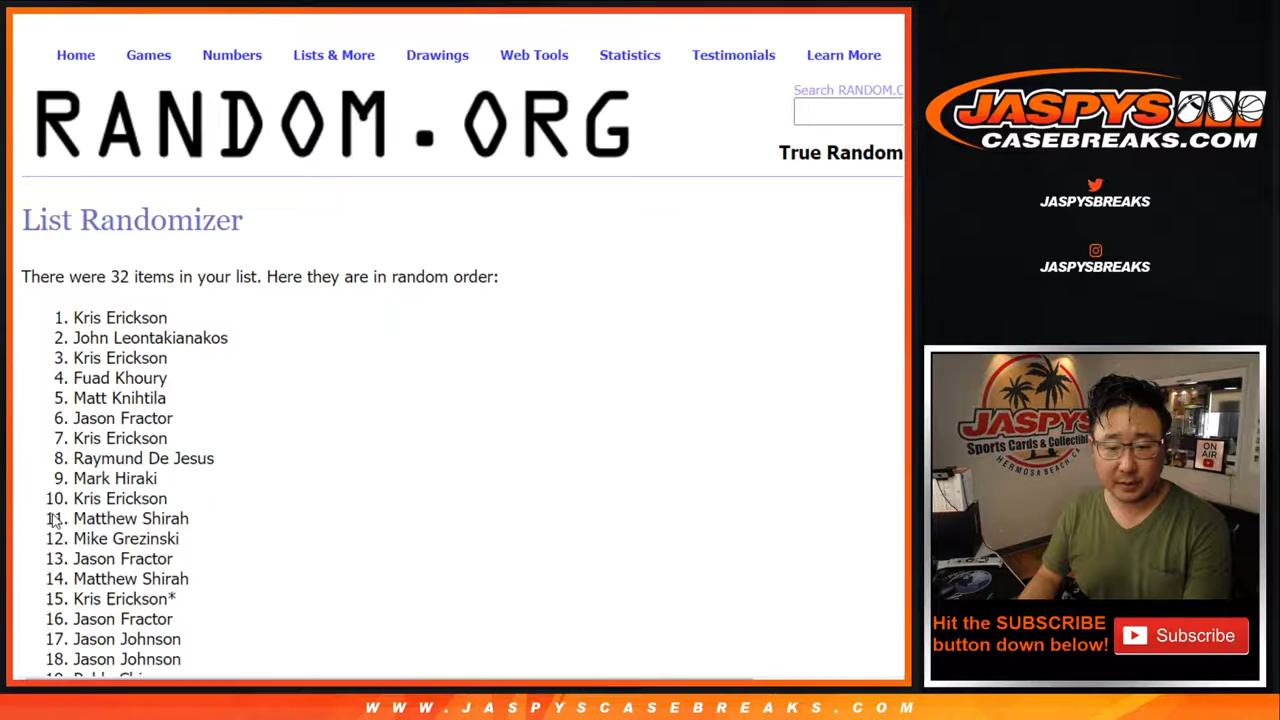 Home Games Numbers Lists & More Drawings Web Tools Statistics Testimonials Learn More
RANDOM.ORG
Search RANDOM.C
True Random
List Randomizer
There were 32 items in your list. Here they are in random order:
1. Kris Erickson
2. John Leontakianakos
3. Kris Erickson
4. Fuad Khoury
5. Matt Knihtila
6. Jason Fractor
7. Kris Erickson
8. Raymund De Jesus
9. Mark Hiraki
10. Kris Erickson
11. Matthew Shirah
12. Mike Grezinski
13. Jason Fractor
14. Matthew Shirah
15. Kris Erickson*
16. Jason Fractor
17. Jason Johnson
18. Jason Johnson
JASPYS
CASEBREAKS.COM
JASPYSBREAKS
JASPYSBREAKS
JASPYS
Sports Cards & Collectibl
HERMOSA BEACH
ON AIR
Hit the SUBSCRIBE
button down below!
Subscribe
WWW.JASPYSCASEBREAKS.COM